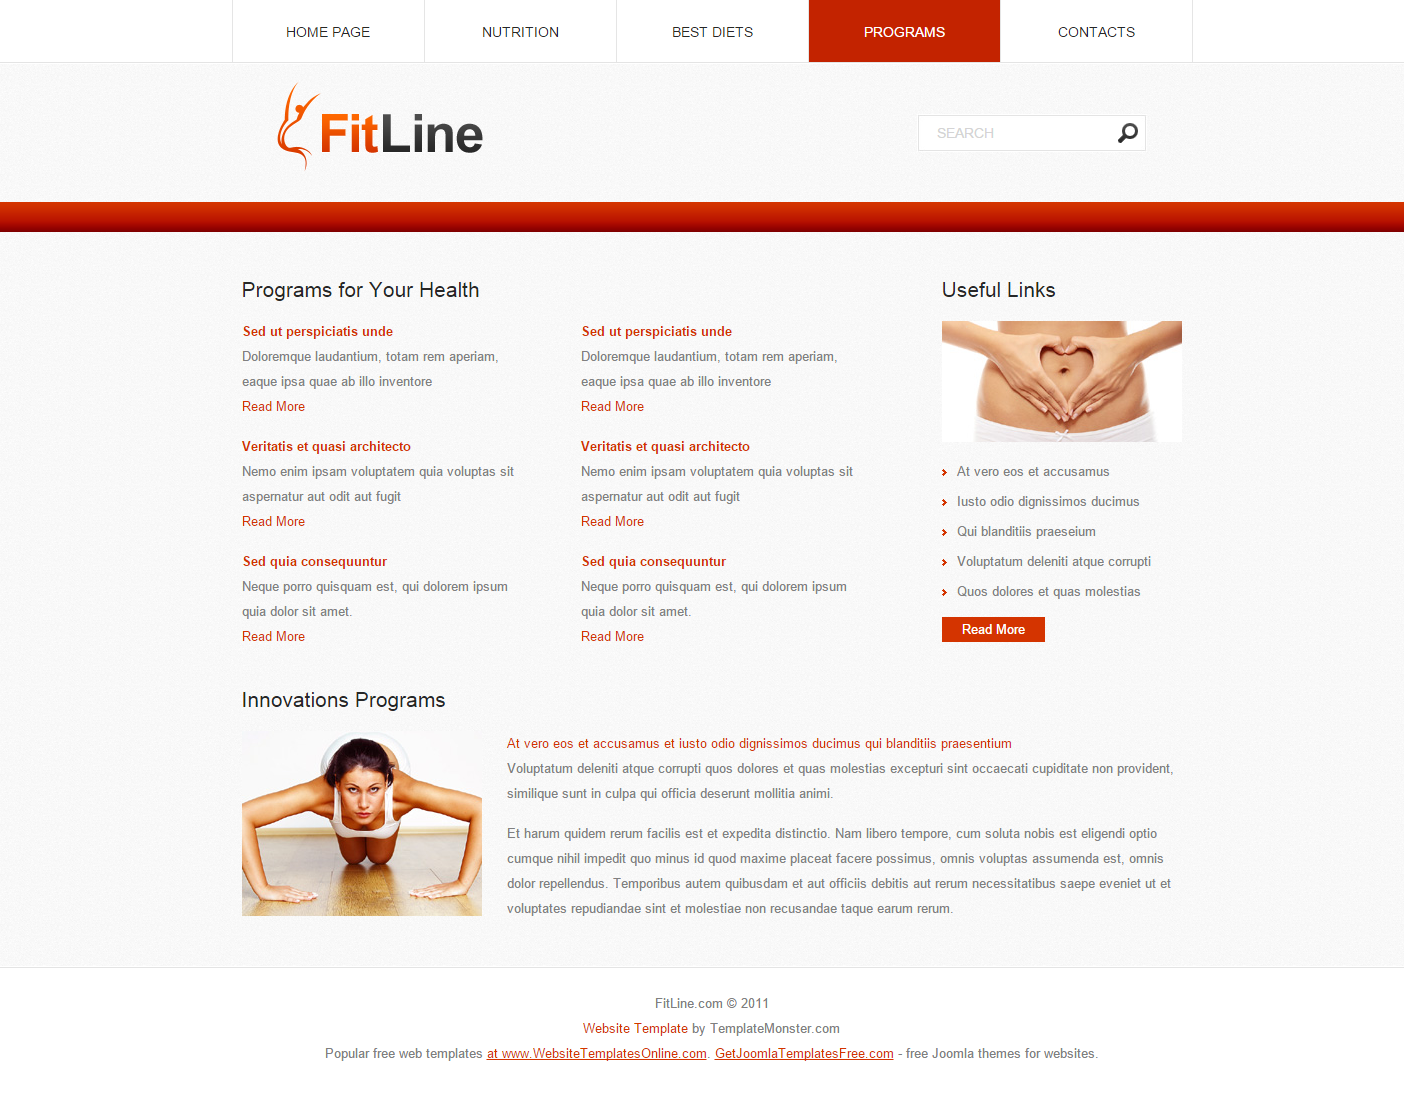 HOME PAGE
NUTRITION
BEST DIETS
PROGRAMS
CONTACTS
FitLine
SEARCH
Programs for Your Health
Sed ut perspiciatis unde
Doloremque laudantium, totam rem aperiam,
eaque ipsa quae ab illo inventore
Read More
Veritatis et quasi architecto
Nemo enim ipsam voluptatem quia voluptas sit
aspernatur aut odit aut fugit
Read More
Sed quia consequuntur
Neque porro quisquam est, qui dolorem ipsum
quia dolor sit amet.
Read More
Sed ut perspiciatis unde
Doloremque laudantium, totam rem aperiam,
eaque ipsa quae ab illo inventore
Read More
Veritatis et quasi architecto
Nemo enim ipsam voluptatem quia voluptas sit
aspernatur aut odit aut fugit
Read More
Sed quia consequuntur
Neque porro quisquam est, qui dolorem ipsum
quia dolor sit amet.
Read More
Useful Links
At vero eos et accusamus
Iusto odio dignissimos ducimus
Qui blanditiis praeseium
Voluptatum deleniti atque corrupti
Quos dolores et quas molestias
Read More
Innovations Programs
At vero eos et accusamus et iusto odio dignissimos ducimus qui blanditiis praesentium
Voluptatum deleniti atque corrupti quos dolores et quas molestias excepturi sint occaecati cupiditate non provident,
similique sunt in culpa qui officia deserunt mollitia animi.
Et harum quidem rerum facilis est et expedita distinctio. Nam libero tempore, cum soluta nobis est eligendi optio
cumque nihil impedit quo minus id quod maxime placeat facere possimus, omnis voluptas assumenda est, omnis
dolor repellendus. Temporibus autem quibusdam et aut officiis debitis aut rerum necessitatibus saepe eveniet ut et
voluptates repudiandae sint et molestiae non recusandae taque earum rerum.
FitLine.com © 2011
Website Template by TemplateMonster.com
Popular free web templates at www.WebsiteTemplatesOnline.com. GetJoomlaTemplatesFree.com - free Joomla themes for websites.